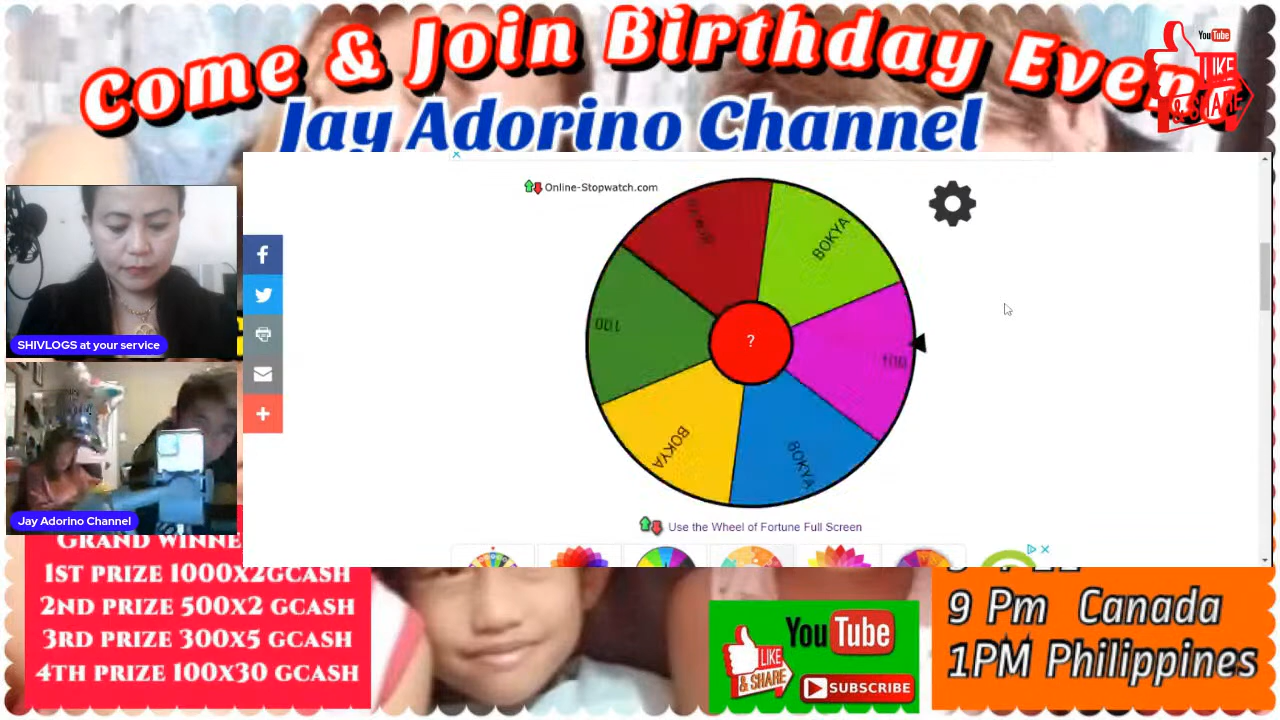 Come & Join Birthday Even
Jay Adorino Channel
YouTube
LIKE
& SHARE
Online-Stopwatch.com
BOKYA
100
100
BOKYA
BOKYA
?
SHIVLOGS at your service
Jay Adorino Channel
Use the Wheel of Fortune Full Screen
GRAND WINNE
1ST PRIZE 1000X2GCASH
2ND PRIZE 500X2 GCASH
3RD PRIZE 300X5 GCASH
4TH PRIZE 100X30 GCASH
YouTube
LIKE
& SHARE
SUBSCRIBE
9 Pm Canada
1PM Philippines